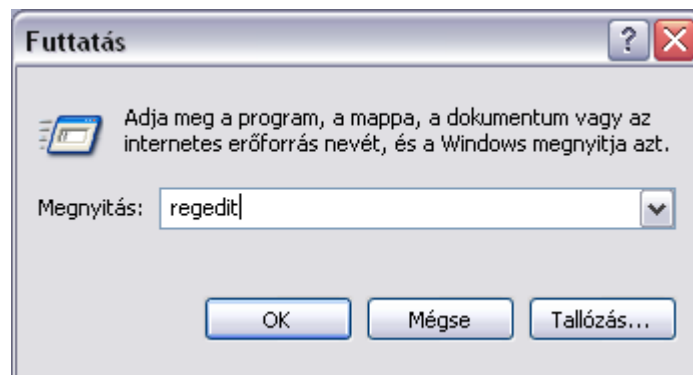 Futtatás
Adja meg a program, a mappa, a dokumentum vagy az
internetes erőforrás nevét, és a Windows megnyitja azt.
Megnyitás: regedit
OK Mégse Tallózás...